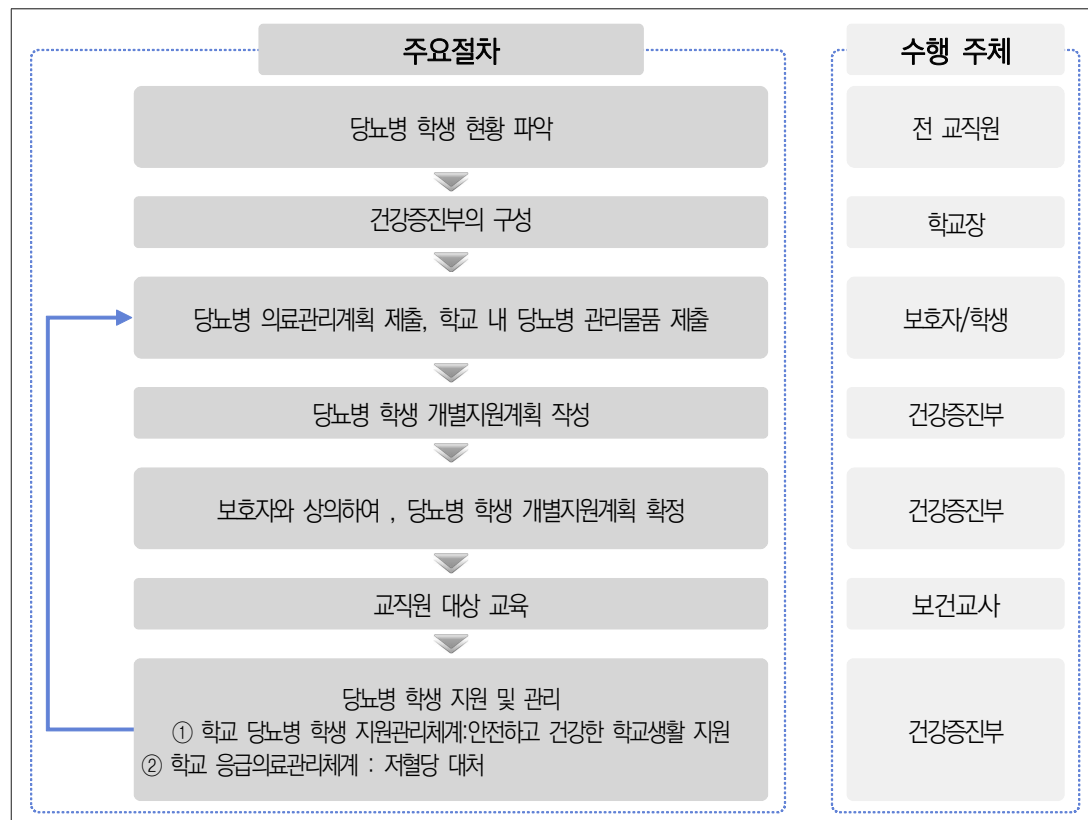 주요절차 수행 주체
당뇨병 학생 현황 파악 전 교직원
건강증진부의 구성 학교장
당뇨병 의료관리계획 제출, 학교 내 당뇨병 관리물품 제출 보호자/학생
당뇨병 학생 개별지원계획 작성 건강증진부
보호자와 상의하여 , 당뇨병 학생 개별지원계획 확정 건강증진부
교직원 대상 교육 보건교사
당뇨병 학생 지원 및 관리
① 학교 당뇨병 학생 지원관리체계:안전하고 건강한 학교생활 지원 건강증진부
② 학교 응급의료관리체계 : 저혈당 대처